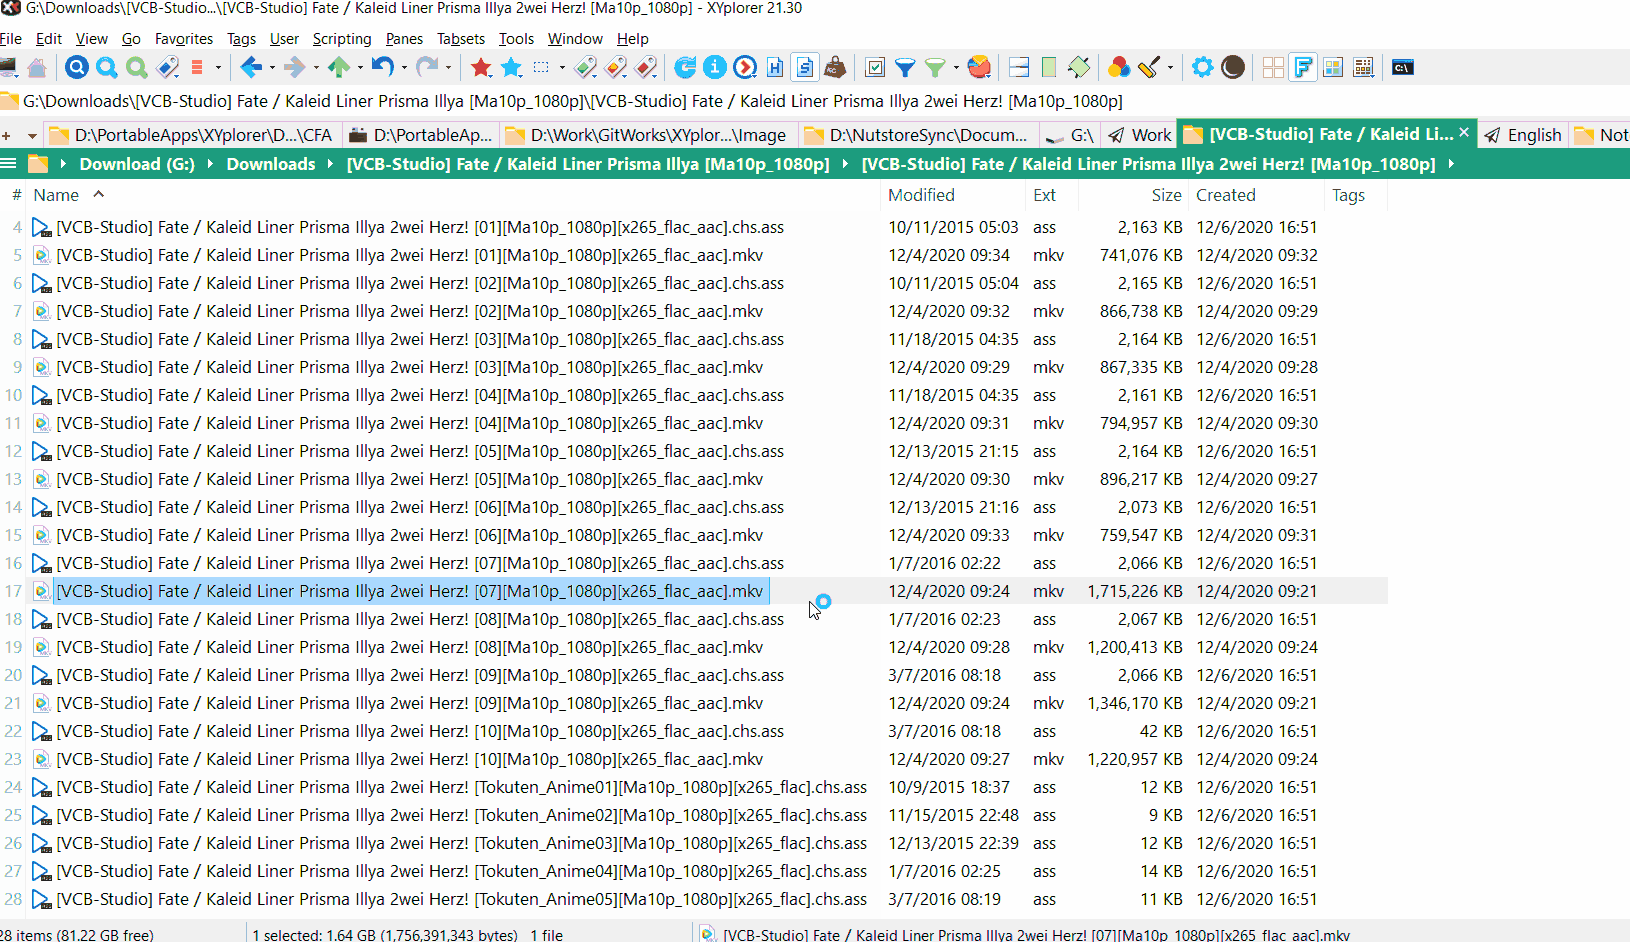 G:\Downloads\[VCB-Studio...\[VCB-Studio] Fate / Kaleid Liner Prisma Illya 2wei Herz! [Ma10p_1080p] - XYplorer 21.30
File Edit View Go Favorites Tags User Scripting Panes Tabsets Tools Window Help
G:\Downloads\[VCB-Studio] Fate / Kaleid Liner Prisma Illya [Ma10p_1080p]\[VCB-Studio] Fate / Kaleid Liner Prisma Illya 2wei Herz! [Ma10p_1080p]
D:\PortableApps\XYplorer\D...\CFA D:\PortableAp... D:\Work\GitWorks\XYplor...\Image D:\NutstoreSync\Docum... G:\ Work [VCB-Studio] Fate / Kaleid Li... English Not
Download (G:) Downloads [VCB-Studio] Fate / Kaleid Liner Prisma Illya [Ma10p_1080p] [VCB-Studio] Fate / Kaleid Liner Prisma Illya 2wei Herz! [Ma10p_1080p]
# Name Modified Ext Size Created Tags
4 [VCB-Studio] Fate / Kaleid Liner Prisma Illya 2wei Herz! [01][Ma10p_1080p][x265_flac_aac].chs.ass 10/11/2015 05:03 ass 2,163 KB 12/6/2020 16:51
5 [VCB-Studio] Fate / Kaleid Liner Prisma Illya 2wei Herz! [01][Ma10p_1080p][x265_flac_aac].mkv 12/4/2020 09:34 mkv 741,076 KB 12/4/2020 09:32
6 [VCB-Studio] Fate / Kaleid Liner Prisma Illya 2wei Herz! [02][Ma10p_1080p][x265_flac_aac].chs.ass 10/11/2015 05:04 ass 2,165 KB 12/6/2020 16:51
7 [VCB-Studio] Fate / Kaleid Liner Prisma Illya 2wei Herz! [02][Ma10p_1080p][x265_flac_aac].mkv 12/4/2020 09:32 mkv 866,738 KB 12/4/2020 09:29
8 [VCB-Studio] Fate / Kaleid Liner Prisma Illya 2wei Herz! [03][Ma10p_1080p][x265_flac_aac].chs.ass 11/18/2015 04:35 ass 2,164 KB 12/6/2020 16:51
9 [VCB-Studio] Fate / Kaleid Liner Prisma Illya 2wei Herz! [03][Ma10p_1080p][x265_flac_aac].mkv 12/4/2020 09:29 mkv 867,335 KB 12/4/2020 09:28
10 [VCB-Studio] Fate / Kaleid Liner Prisma Illya 2wei Herz! [04][Ma10p_1080p][x265_flac_aac].chs.ass 11/18/2015 04:35 ass 2,161 KB 12/6/2020 16:51
11 [VCB-Studio] Fate / Kaleid Liner Prisma Illya 2wei Herz! [04][Ma10p_1080p][x265_flac_aac].mkv 12/4/2020 09:31 mkv 794,957 KB 12/4/2020 09:30
12 [VCB-Studio] Fate / Kaleid Liner Prisma Illya 2wei Herz! [05][Ma10p_1080p][x265_flac_aac].chs.ass 12/13/2015 21:15 ass 2,164 KB 12/6/2020 16:51
13 [VCB-Studio] Fate / Kaleid Liner Prisma Illya 2wei Herz! [05][Ma10p_1080p][x265_flac_aac].mkv 12/4/2020 09:30 mkv 896,217 KB 12/4/2020 09:27
14 [VCB-Studio] Fate / Kaleid Liner Prisma Illya 2wei Herz! [06][Ma10p_1080p][x265_flac_aac].chs.ass 12/13/2015 21:16 ass 2,073 KB 12/6/2020 16:51
15 [VCB-Studio] Fate / Kaleid Liner Prisma Illya 2wei Herz! [06][Ma10p_1080p][x265_flac_aac].mkv 12/4/2020 09:33 mkv 759,547 KB 12/4/2020 09:31
16 [VCB-Studio] Fate / Kaleid Liner Prisma Illya 2wei Herz! [07][Ma10p_1080p][x265_flac_aac].chs.ass 1/7/2016 02:22 ass 2,066 KB 12/6/2020 16:51
17 [VCB-Studio] Fate / Kaleid Liner Prisma Illya 2wei Herz! [07][Ma10p_1080p][x265_flac_aac].mkv 12/4/2020 09:24 mkv 1,715,226 KB 12/4/2020 09:21
18 [VCB-Studio] Fate / Kaleid Liner Prisma Illya 2wei Herz! [08][Ma10p_1080p][x265_flac_aac].chs.ass 1/7/2016 02:23 ass 2,067 KB 12/6/2020 16:51
19 [VCB-Studio] Fate / Kaleid Liner Prisma Illya 2wei Herz! [08][Ma10p_1080p][x265_flac_aac].mkv 12/4/2020 09:28 mkv 1,200,413 KB 12/4/2020 09:24
20 [VCB-Studio] Fate / Kaleid Liner Prisma Illya 2wei Herz! [09][Ma10p_1080p][x265_flac_aac].chs.ass 3/7/2016 08:18 ass 2,066 KB 12/6/2020 16:51
21 [VCB-Studio] Fate / Kaleid Liner Prisma Illya 2wei Herz! [09][Ma10p_1080p][x265_flac_aac].mkv 12/4/2020 09:24 mkv 1,346,170 KB 12/4/2020 09:21
22 [VCB-Studio] Fate / Kaleid Liner Prisma Illya 2wei Herz! [10][Ma10p_1080p][x265_flac_aac].chs.ass 3/7/2016 08:18 ass 42 KB 12/6/2020 16:51
23 [VCB-Studio] Fate / Kaleid Liner Prisma Illya 2wei Herz! [10][Ma10p_1080p][x265_flac_aac].mkv 12/4/2020 09:27 mkv 1,220,957 KB 12/4/2020 09:24
24 [VCB-Studio] Fate / Kaleid Liner Prisma Illya 2wei Herz! [Tokuten_Anime01][Ma10p_1080p][x265_flac].chs.ass 10/9/2015 18:37 ass 12 KB 12/6/2020 16:51
25 [VCB-Studio] Fate / Kaleid Liner Prisma Illya 2wei Herz! [Tokuten_Anime02][Ma10p_1080p][x265_flac].chs.ass 11/15/2015 22:48 ass 9 KB 12/6/2020 16:51
26 [VCB-Studio] Fate / Kaleid Liner Prisma Illya 2wei Herz! [Tokuten_Anime03][Ma10p_1080p][x265_flac].chs.ass 12/13/2015 22:39 ass 12 KB 12/6/2020 16:51
27 [VCB-Studio] Fate / Kaleid Liner Prisma Illya 2wei Herz! [Tokuten_Anime04][Ma10p_1080p][x265_flac].chs.ass 1/7/2016 02:25 ass 14 KB 12/6/2020 16:51
28 [VCB-Studio] Fate / Kaleid Liner Prisma Illya 2wei Herz! [Tokuten_Anime05][Ma10p_1080p][x265_flac].chs.ass 3/7/2016 08:19 ass 11 KB 12/6/2020 16:51
28 items (81.22 GB free) 1 selected: 1.64 GB (1,756,391,343 bytes) 1 file [VCB-Studio] Fate / Kaleid Liner Prisma Illya 2wei Herz! [07][Ma10p_1080p][x265_flac_aac].mkv